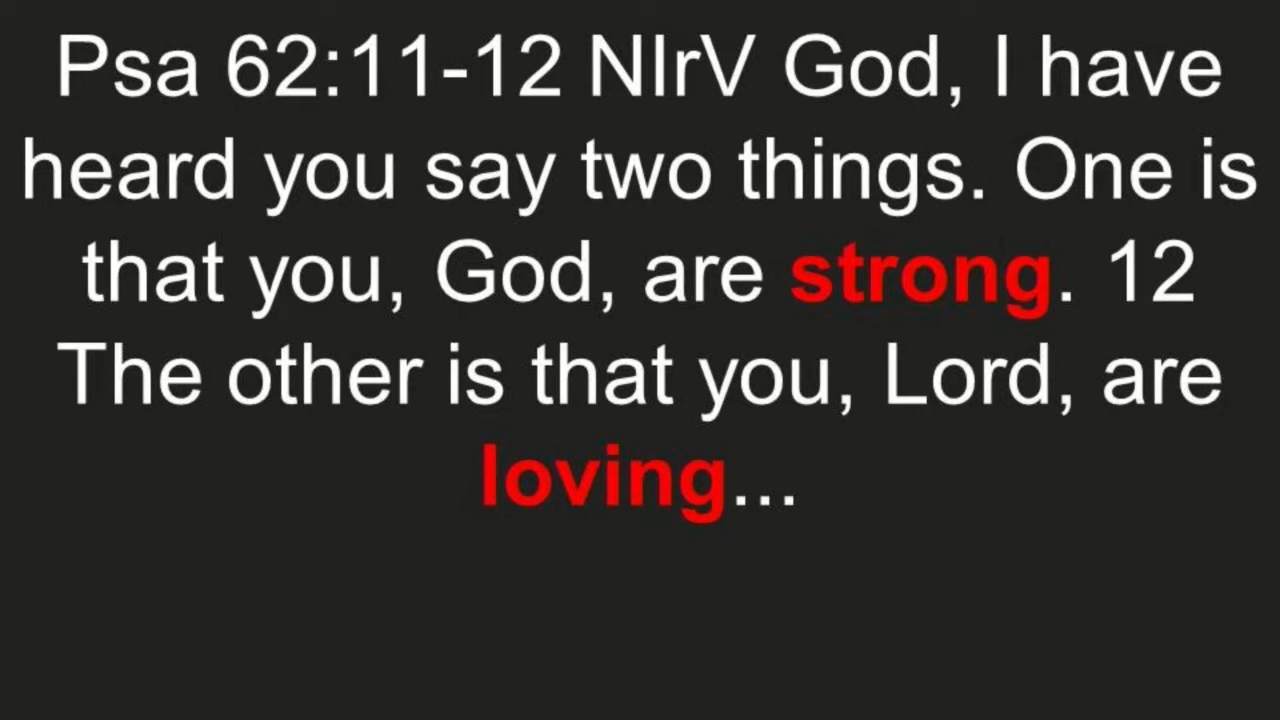 Psa 62:11-12 NIrV God, I have
heard you say two things. One is
that you, God, are strong. 12
The other is that you, Lord, are
loving...